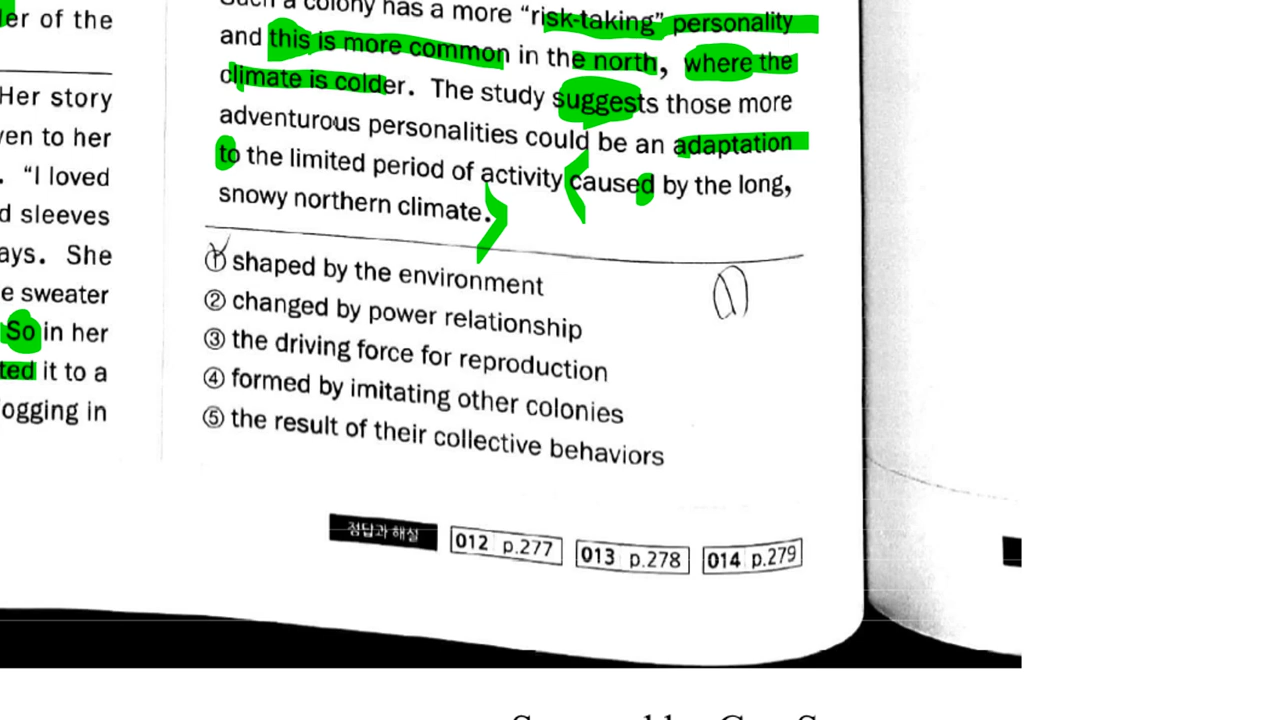 er of the
Her story
ven to her
. “I loved
d sleeves
ays. She
e sweater
So in her
ted it to a
ogging in
Such a colony has a more “risk-taking” personality
and this is more common in the north, where the
climate is colder. The study suggests those more
adventurous personalities could be an adaptation
to the limited period of activity caused by the long,
snowy northern climate.
① shaped by the environment
② changed by power relationship
③ the driving force for reproduction
④ formed by imitating other colonies
⑤ the result of their collective behaviors
정답과 해설 012 p.277 013 p.278 014 p.279